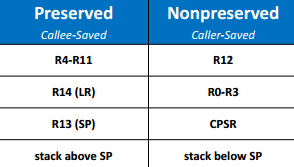 Preserved Nonpreserved
Callee-Saved Caller-Saved
R4-R11 R12
R14 (LR) R0-R3
R13 (SP) CPSR
stack above SP stack below SP